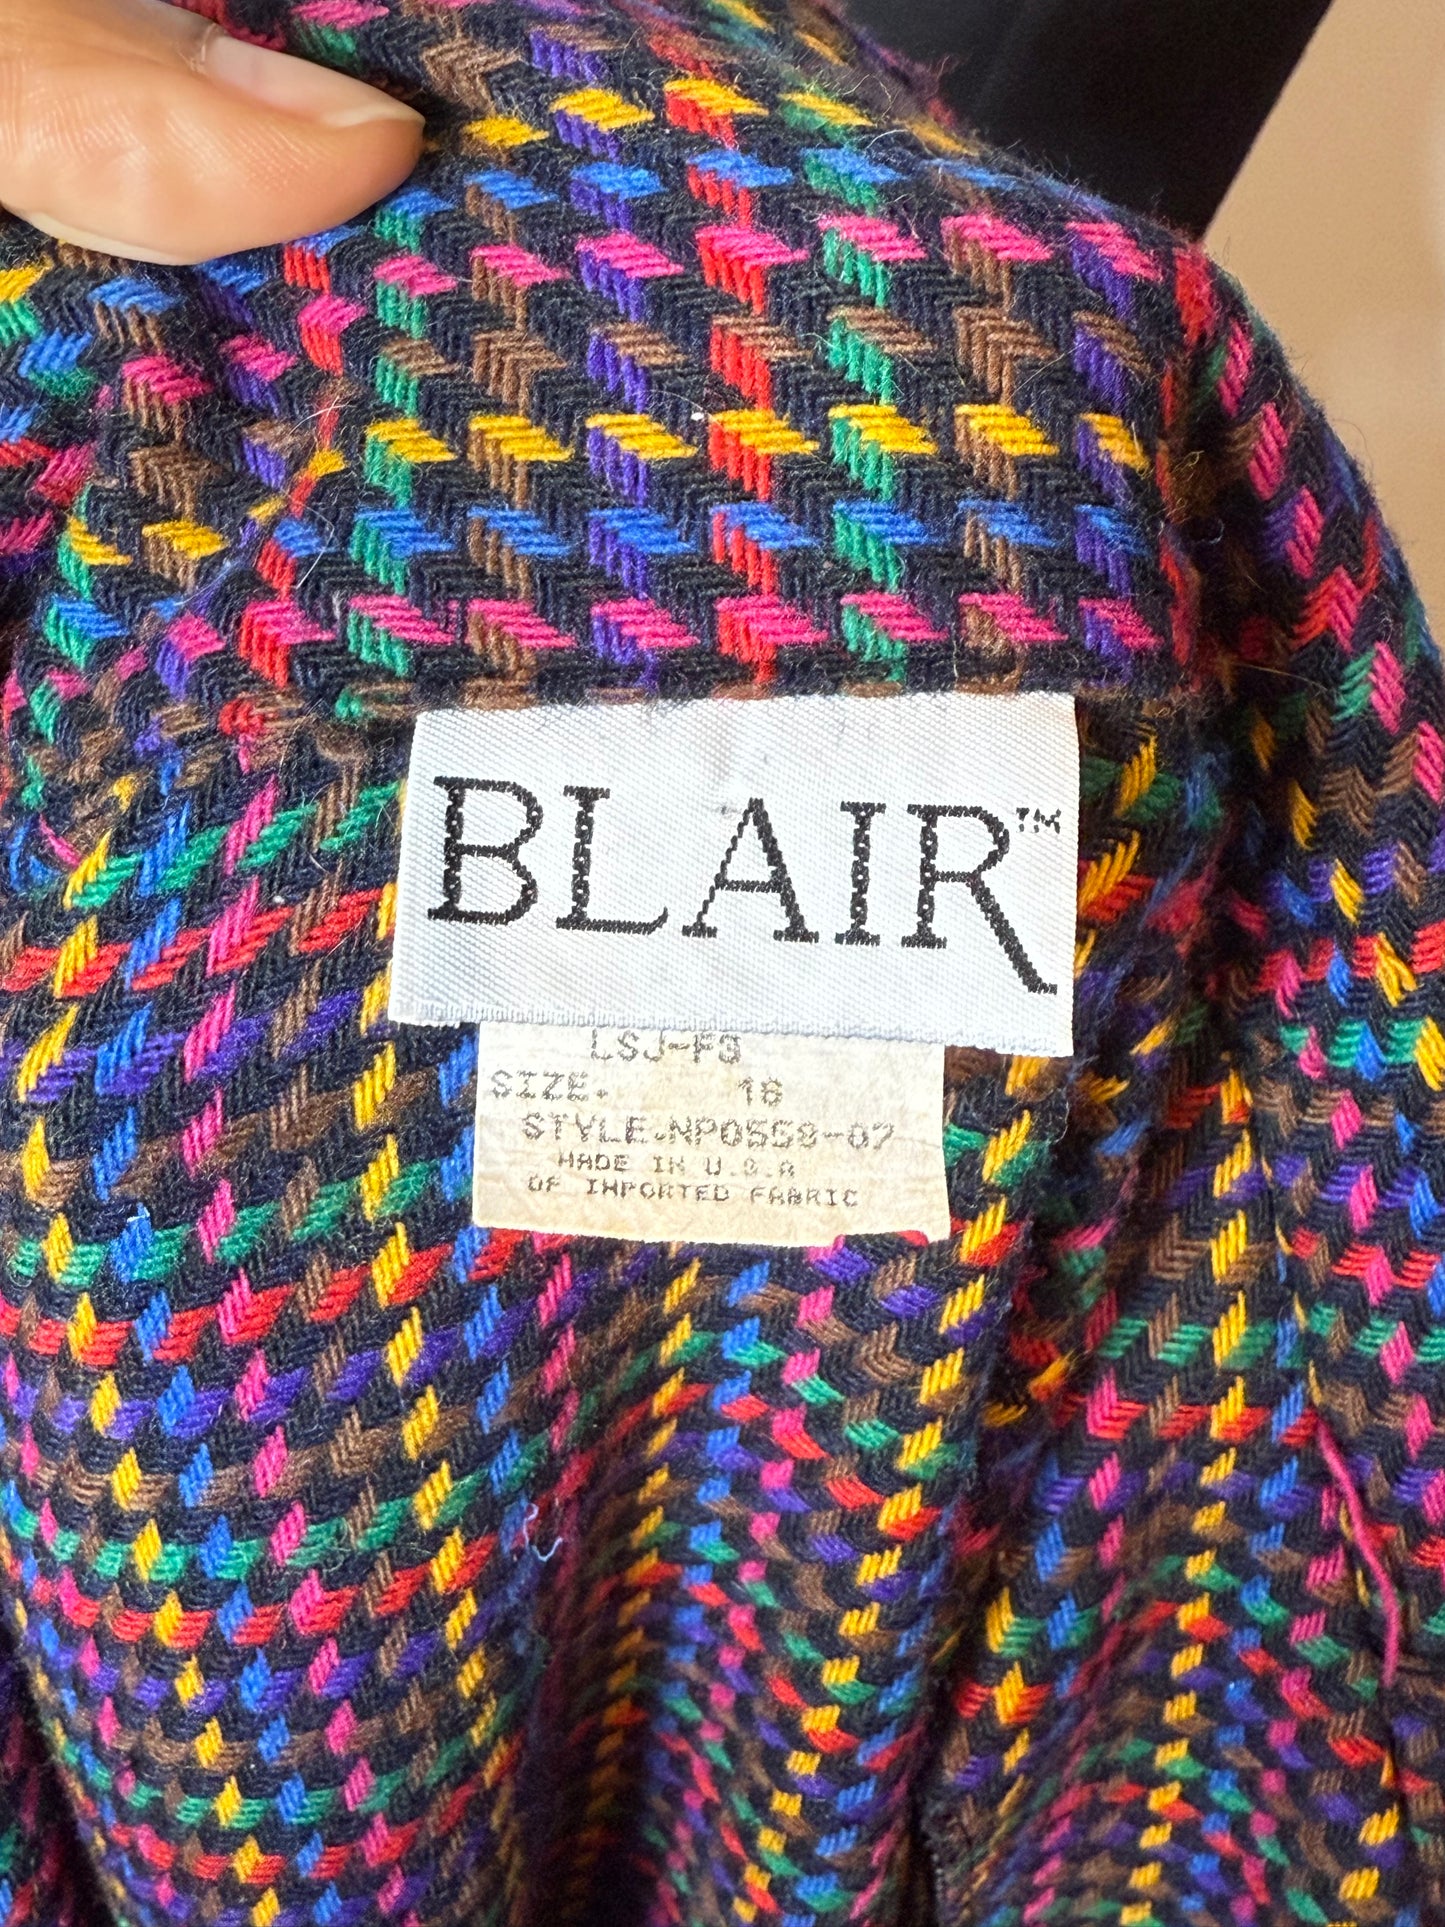 BLAIR™
LSJ-F3
SIZE. 16
STYLE.NP0558-07
MADE IN U.S.A
OF IMPORTED FABRIC